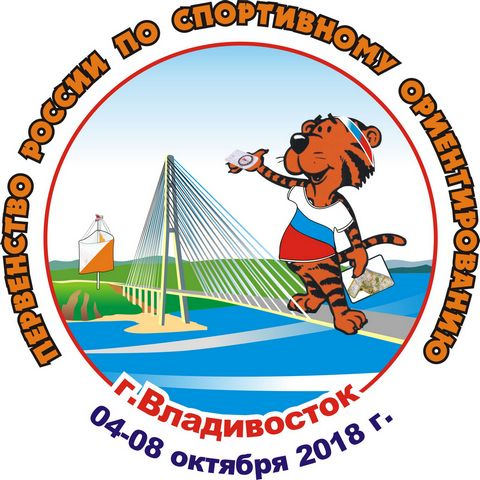 ПЕРВЕНСТВО РОССИИ ПО СПОРТИВНОМУ ОРИЕНТИРОВАНИЮ
г.Владивосток
04-08 октября 2018 г.